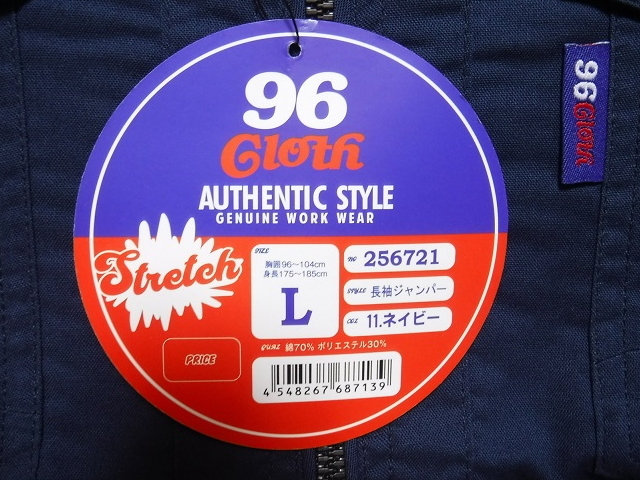 96
Cloth
AUTHENTIC STYLE
GENUINE WORK WEAR
Stretch
SIZE
胸囲96～104cm
身長175～185cm
L
NO 256721
STYLE 長袖ジャンパー
COL 11.ネイビー
QUAL 綿70% ポリエステル30%
PRICE
4 548267 687139
96 Cloth